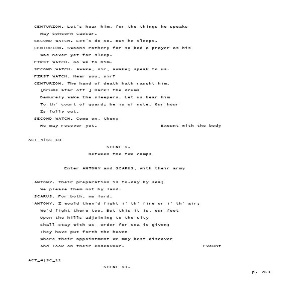 CENTURION. Let's hear him, for the things he speaks
May concern Caesar.
SECOND WATCH. Let's do so. But he sleeps.
CENTURION. Swoons rather; for so bad a prayer as his
Was never yet for sleep.
FIRST WATCH. Go we to him.
SECOND WATCH. Awake, sir, awake; speak to us.
FIRST WATCH. Hear you, sir?
CENTURION. The hand of death hath raught him.
[Drums afar off ] Hark! the drums
Demurely wake the sleepers. Let us bear him
To th' court of guard; he is of note. Our hour
Is fully out.
SECOND WATCH. Come on, then;
He may recover yet. Exeunt with the body
SCENE
Between the two camps
Enter ANTONY and SCARUS, with their army
ANTONY. Their preparation is to-day by sea;
We please them not by land.
SCARUS. For both, my lord.
ANTONY. I would they'd fight i' th' fire or i' th' air;
We'd fight there too. But this it is, our foot
Upon the hills adjoining to the city
Shall stay with us- Order for sea is given;
They have put forth the haven-
Where their appointment we may best discover
And look on their endeavour. Exeunt
SCENE